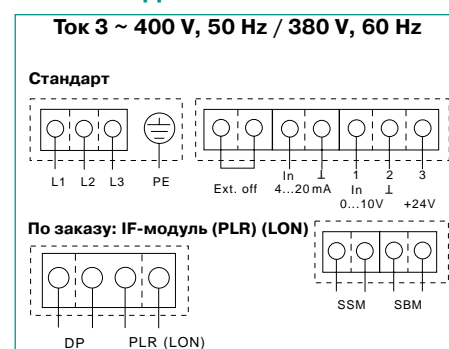 Ток 3 ~ 400 V, 50 Hz / 380 V, 60 Hz
Стандарт
L1 L2 L3 PE
Ext. off
In ⊥ 1 2 3
4...20 mA In ⊥
0...10V +24V
По заказу: IF-модуль (PLR) (LON)
SSM SBM
DP PLR (LON)